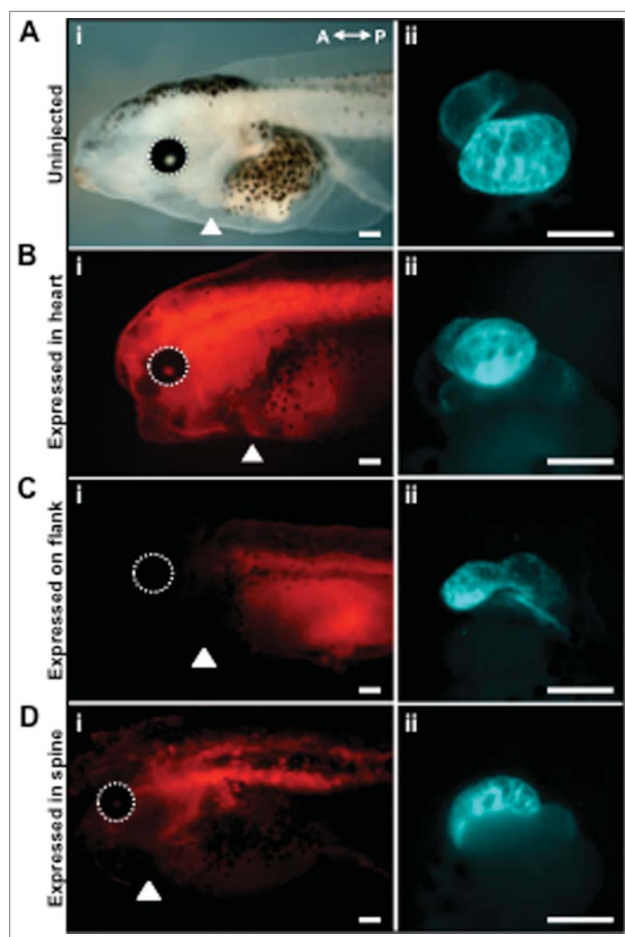 A
i
A ↔ P
ii
Uninjected
B
i
ii
Expressed in heart
C
i
ii
Expressed on flank
D
i
ii
Expressed in spine